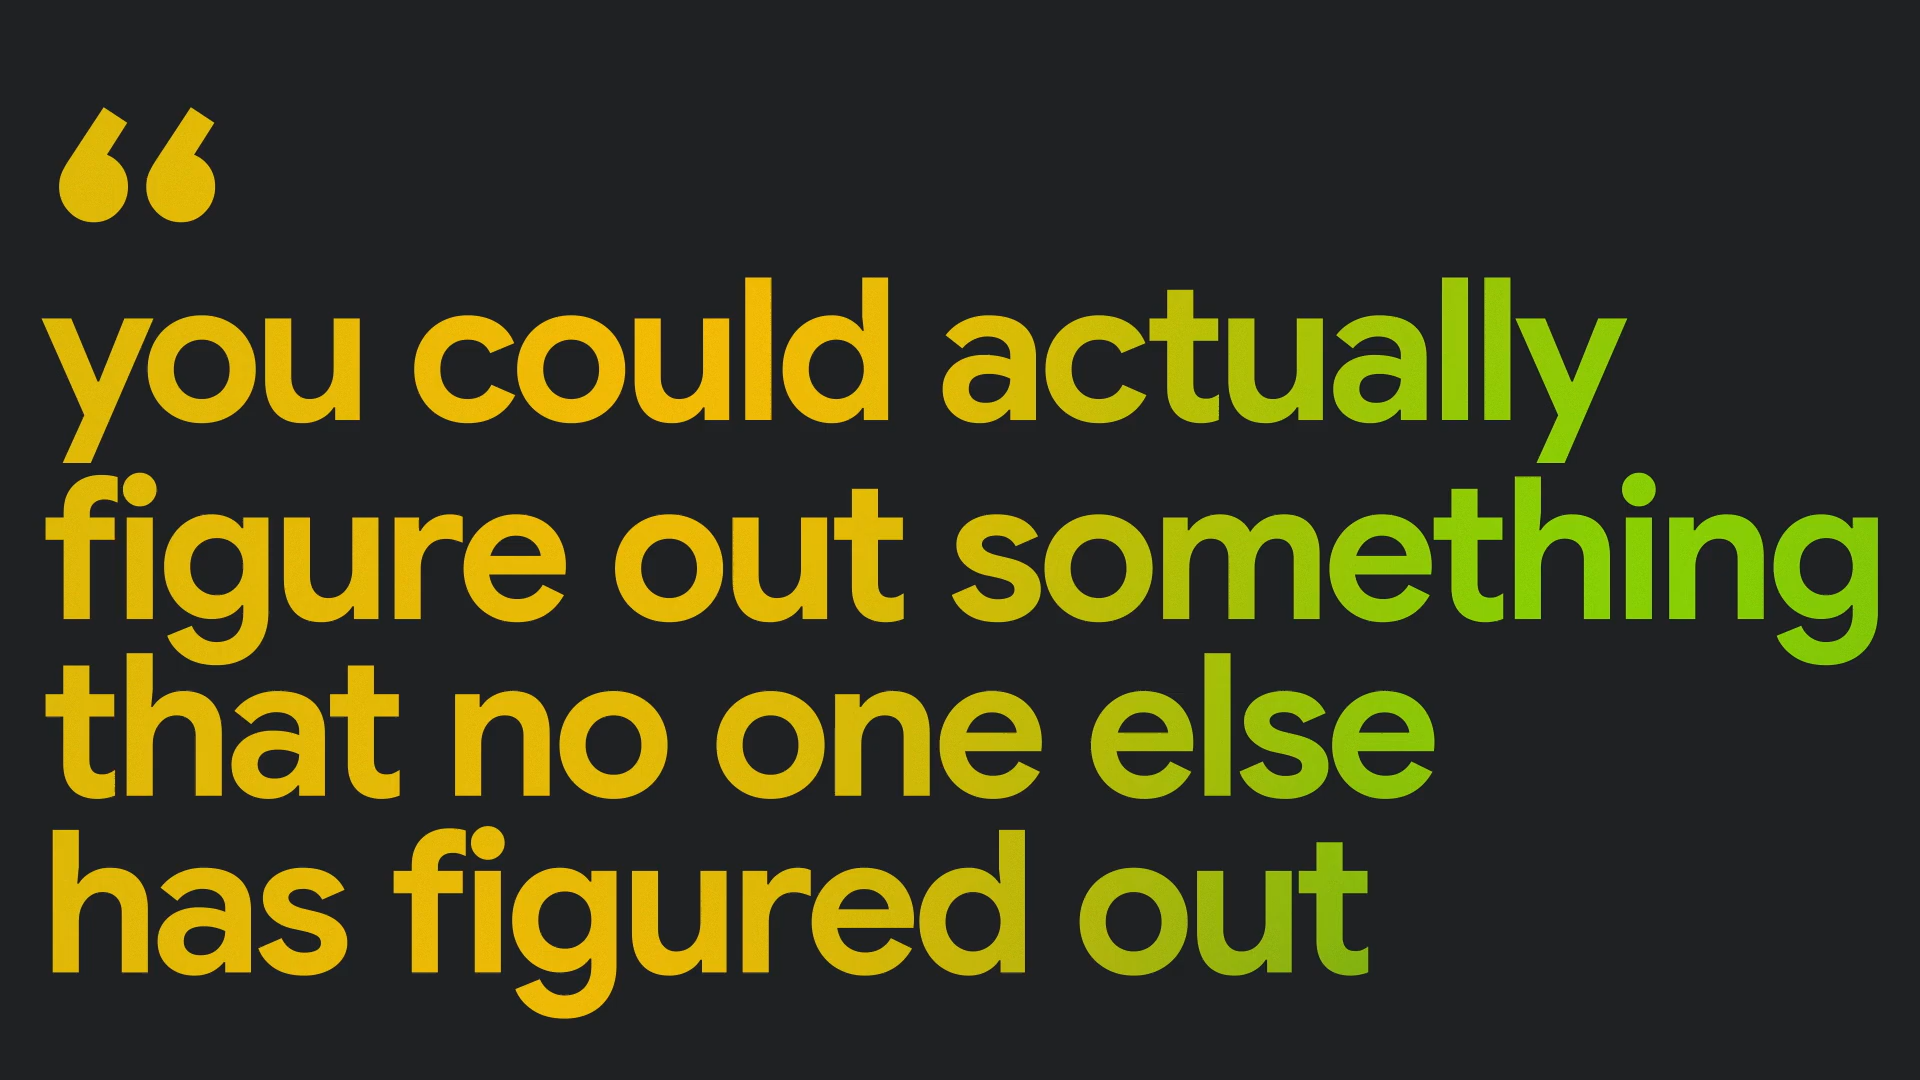 “
you could actually
figure out something
that no one else
has figured out